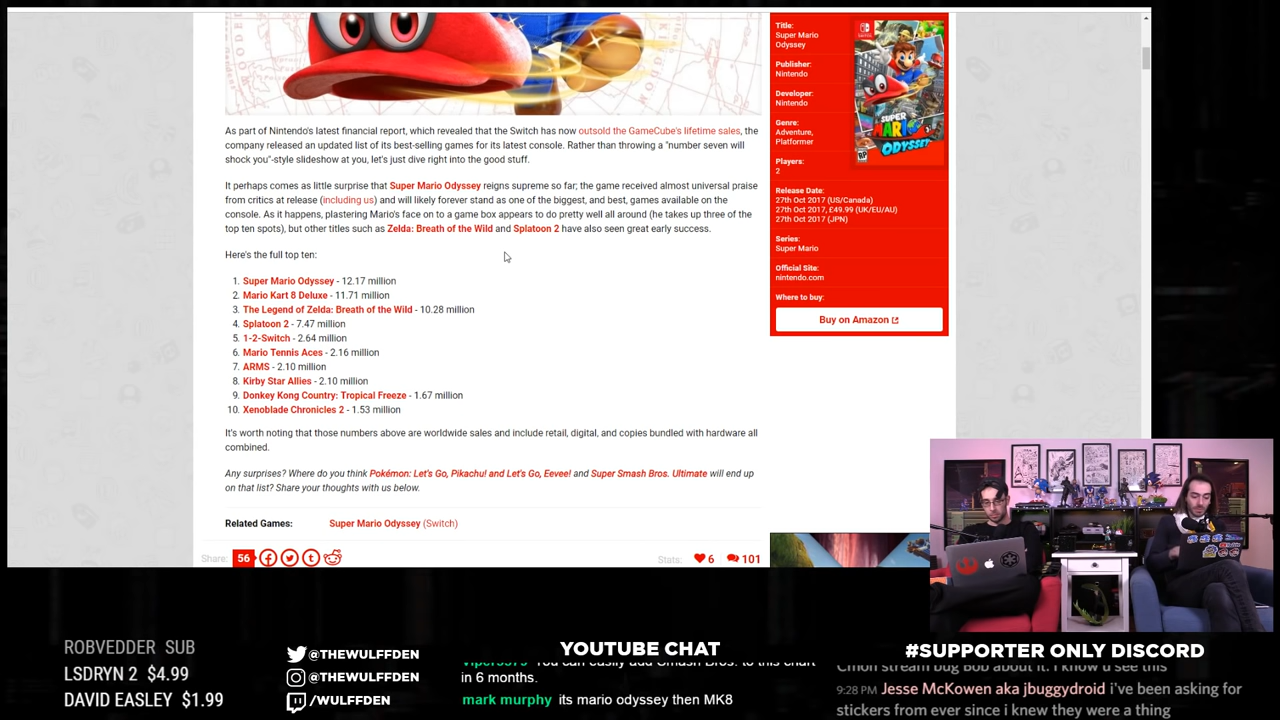 As part of Nintendo's latest financial report, which revealed that the Switch has now outsold the GameCube's lifetime sales, the
company released an updated list of its best-selling games for its latest console. Rather than throwing a "number seven will
shock you"-style slideshow at you, let's just dive right into the good stuff.
It perhaps comes as little surprise that Super Mario Odyssey reigns supreme so far; the game received almost universal praise
from critics at release (including us) and will likely forever stand as one of the biggest, and best, games available on the
console. As it happens, plastering Mario's face on to a game box appears to do pretty well all around (he takes up three of the
top ten spots), but other titles such as Zelda: Breath of the Wild and Splatoon 2 have also seen great early success.
Here's the full top ten:
1. Super Mario Odyssey - 12.17 million
2. Mario Kart 8 Deluxe - 11.71 million
3. The Legend of Zelda: Breath of the Wild - 10.28 million
4. Splatoon 2 - 7.47 million
5. 1-2-Switch - 2.64 million
6. Mario Tennis Aces - 2.16 million
7. ARMS - 2.10 million
8. Kirby Star Allies - 2.10 million
9. Donkey Kong Country: Tropical Freeze - 1.67 million
10. Xenoblade Chronicles 2 - 1.53 million
It's worth noting that those numbers above are worldwide sales and include retail, digital, and copies bundled with hardware all
combined.
Any surprises? Where do you think Pokémon: Let's Go, Pikachu! and Let's Go, Eevee! and Super Smash Bros. Ultimate will end up
on that list? Share your thoughts with us below.
Related Games: Super Mario Odyssey (Switch)
Share: 56
Stats: 6 101
Title:
Super Mario
Odyssey
Publisher:
Nintendo
Developer:
Nintendo
Genre:
Adventure,
Platformer
Players:
2
Release Date:
27th Oct 2017 (US/Canada)
27th Oct 2017, £49.99 (UK/EU/AU)
27th Oct 2017 (JPN)
Series:
Super Mario
Official Site:
nintendo.com
Where to buy:
Buy on Amazon
SUPER
MARIO
ODYSSEY
RP
ROBVEDDER SUB
LSDRYN 2 $4.99
DAVID EASLEY $1.99
@THEWULFFDEN
@THEWULFFDEN
/WULFFDEN
YOUTUBE CHAT
You can easily add Smash Bros. to this chart
in 6 months.
mark murphy its mario odyssey then MK8
#SUPPORTER ONLY DISCORD
Cmon stream bug Bob about it. I know u see this
9:28 PM Jesse McKowen aka jbuggydroid i've been asking for
stickers from ever since i knew they were a thing